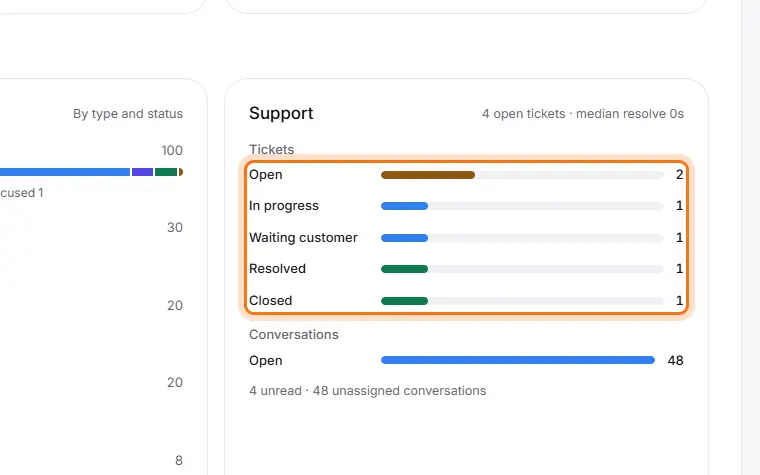 By type and status
100
cused 1
30
20
20
8
Support
4 open tickets · median resolve 0s
Tickets
Open 2
In progress 1
Waiting customer 1
Resolved 1
Closed 1
Conversations
Open 48
4 unread · 48 unassigned conversations